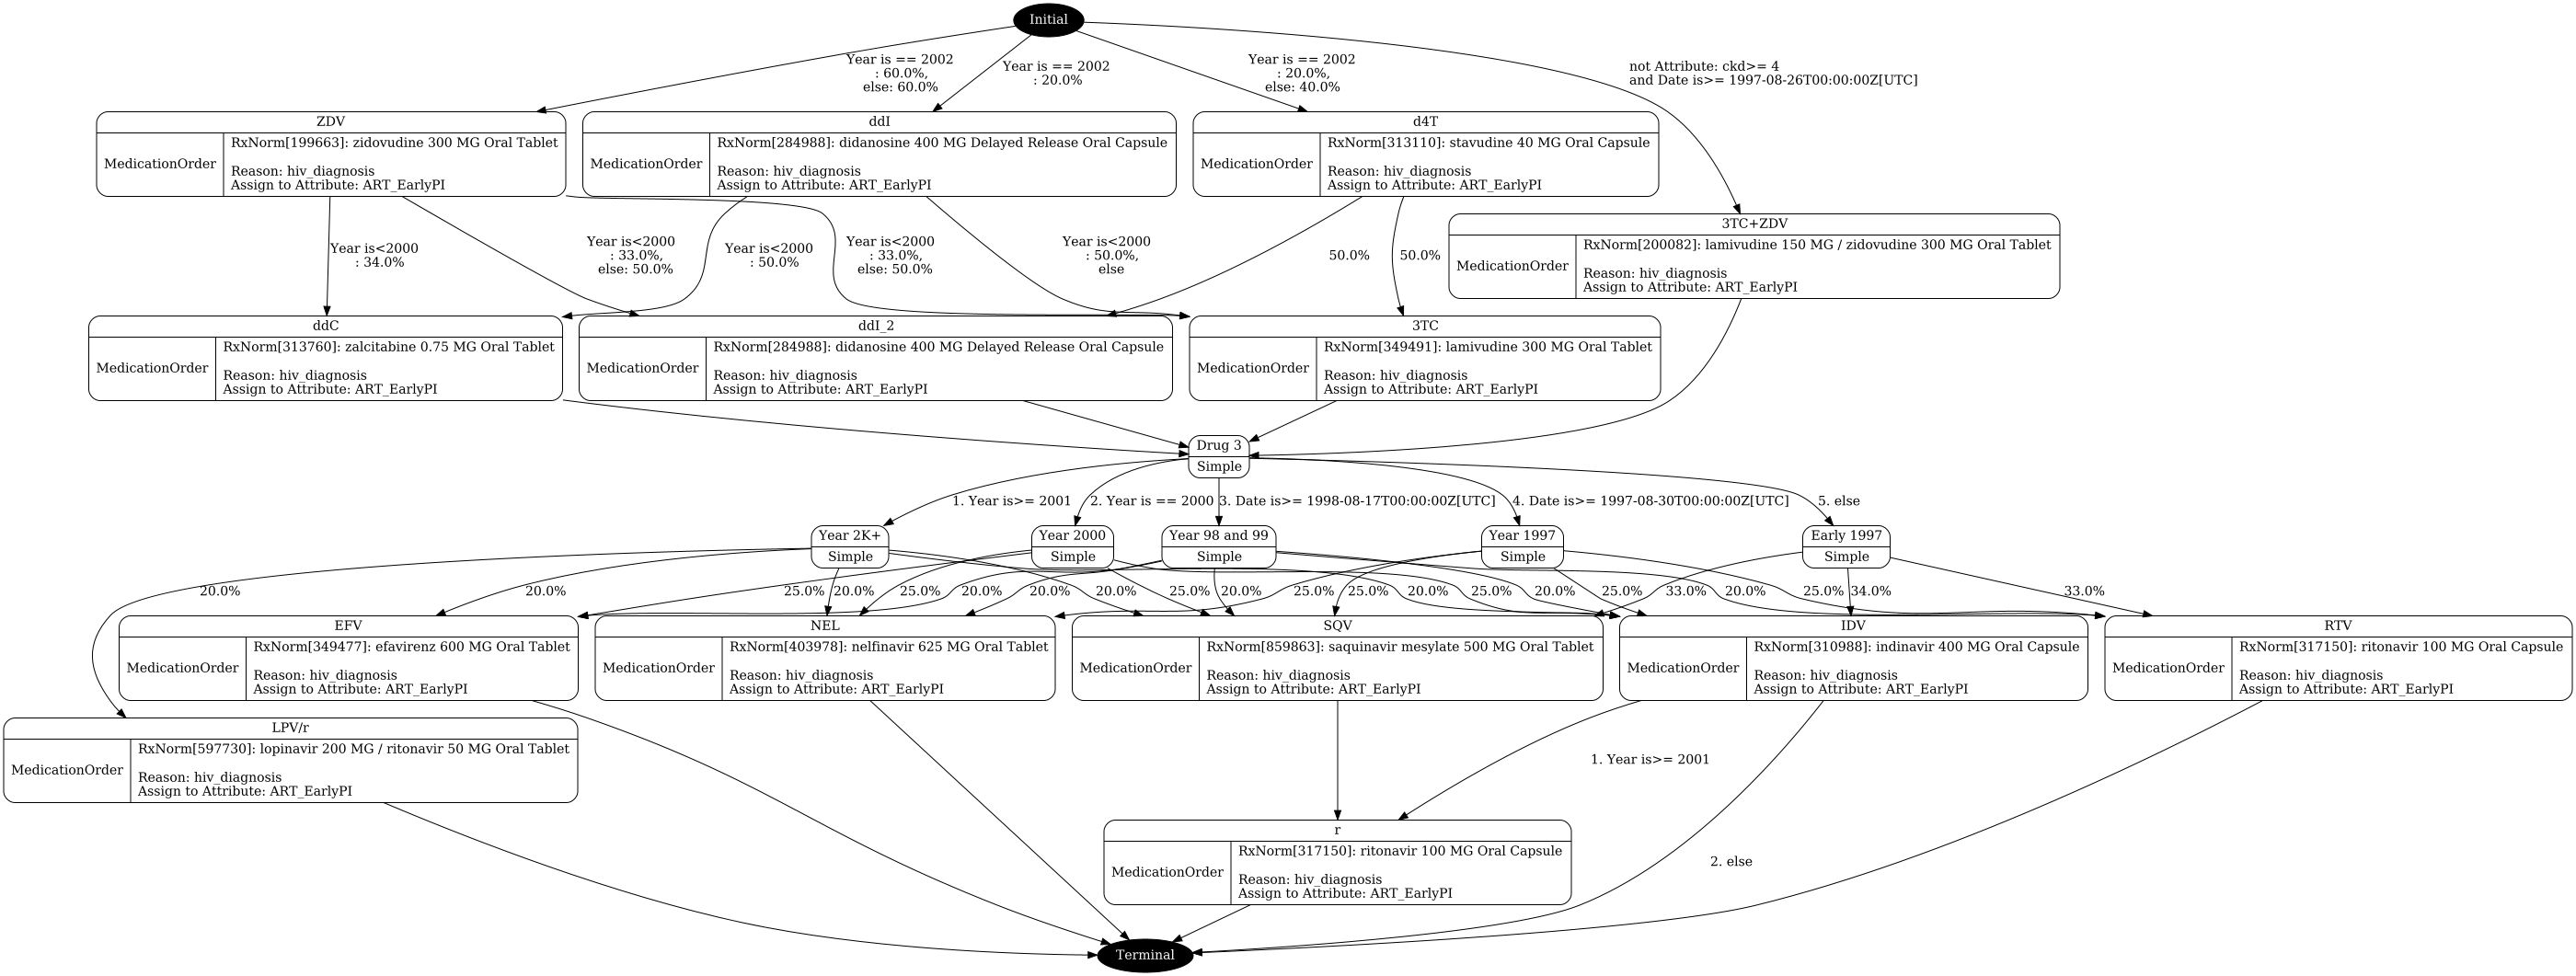 Initial
Year is == 2002
: 60.0%,
else: 60.0%
Year is == 2002
: 20.0%
Year is == 2002
: 20.0%,
else: 40.0%
not Attribute: ckd>= 4
and Date is>= 1997-08-26T00:00:00Z[UTC]
ZDV
MedicationOrder
RxNorm[199663]: zidovudine 300 MG Oral Tablet
Reason: hiv_diagnosis
Assign to Attribute: ART_EarlyPI
ddI
MedicationOrder
RxNorm[284988]: didanosine 400 MG Delayed Release Oral Capsule
Reason: hiv_diagnosis
Assign to Attribute: ART_EarlyPI
d4T
MedicationOrder
RxNorm[313110]: stavudine 40 MG Oral Capsule
Reason: hiv_diagnosis
Assign to Attribute: ART_EarlyPI
3TC+ZDV
MedicationOrder
RxNorm[200082]: lamivudine 150 MG / zidovudine 300 MG Oral Tablet
Reason: hiv_diagnosis
Assign to Attribute: ART_EarlyPI
Year is<2000
: 34.0%
Year is<2000
: 33.0%,
else: 50.0%
Year is<2000
: 50.0%
Year is<2000
: 33.0%,
else: 50.0%
Year is<2000
: 50.0%,
else
50.0%
50.0%
ddC
MedicationOrder
RxNorm[313760]: zalcitabine 0.75 MG Oral Tablet
Reason: hiv_diagnosis
Assign to Attribute: ART_EarlyPI
ddI_2
MedicationOrder
RxNorm[284988]: didanosine 400 MG Delayed Release Oral Capsule
Reason: hiv_diagnosis
Assign to Attribute: ART_EarlyPI
3TC
MedicationOrder
RxNorm[349491]: lamivudine 300 MG Oral Tablet
Reason: hiv_diagnosis
Assign to Attribute: ART_EarlyPI
Drug 3
Simple
1. Year is>= 2001
2. Year is == 2000
3. Date is>= 1998-08-17T00:00:00Z[UTC]
4. Date is>= 1997-08-30T00:00:00Z[UTC]
5. else
Year 2K+
Simple
Year 2000
Simple
Year 98 and 99
Simple
Year 1997
Simple
Early 1997
Simple
20.0%
20.0%
25.0%
20.0%
25.0%
20.0%
20.0%
20.0%
25.0%
20.0%
25.0%
25.0%
20.0%
25.0%
20.0%
25.0%
33.0%
20.0%
25.0%
34.0%
33.0%
EFV
MedicationOrder
RxNorm[349477]: efavirenz 600 MG Oral Tablet
Reason: hiv_diagnosis
Assign to Attribute: ART_EarlyPI
NEL
MedicationOrder
RxNorm[403978]: nelfinavir 625 MG Oral Tablet
Reason: hiv_diagnosis
Assign to Attribute: ART_EarlyPI
SQV
MedicationOrder
RxNorm[859863]: saquinavir mesylate 500 MG Oral Tablet
Reason: hiv_diagnosis
Assign to Attribute: ART_EarlyPI
IDV
MedicationOrder
RxNorm[310988]: indinavir 400 MG Oral Capsule
Reason: hiv_diagnosis
Assign to Attribute: ART_EarlyPI
RTV
MedicationOrder
RxNorm[317150]: ritonavir 100 MG Oral Capsule
Reason: hiv_diagnosis
Assign to Attribute: ART_EarlyPI
LPV/r
MedicationOrder
RxNorm[597730]: lopinavir 200 MG / ritonavir 50 MG Oral Tablet
Reason: hiv_diagnosis
Assign to Attribute: ART_EarlyPI
1. Year is>= 2001
r
MedicationOrder
RxNorm[317150]: ritonavir 100 MG Oral Capsule
Reason: hiv_diagnosis
Assign to Attribute: ART_EarlyPI
2. else
Terminal